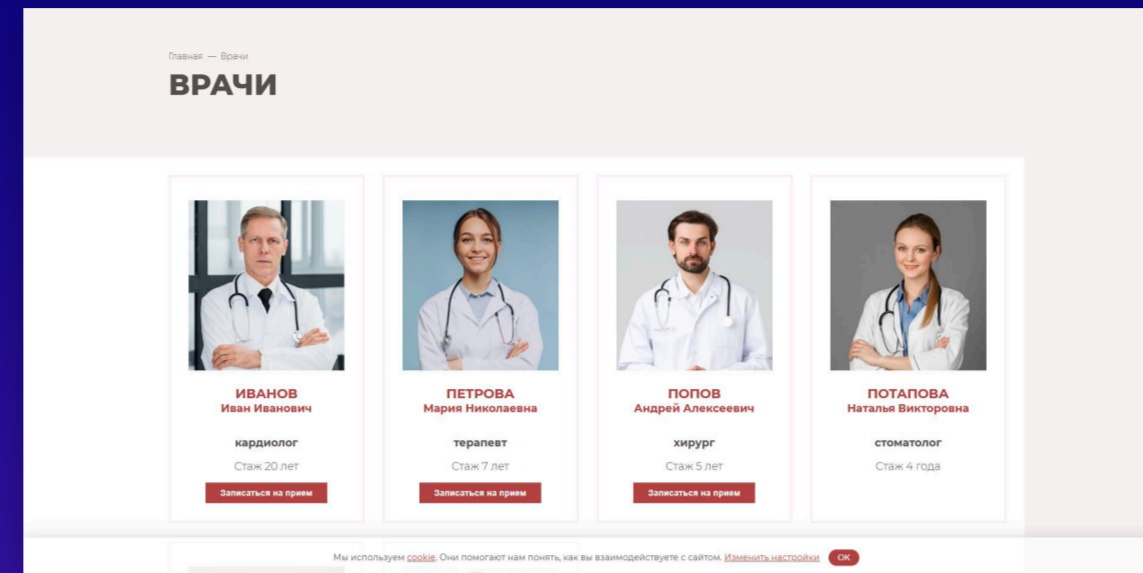 Главная — Врачи
ВРАЧИ
ИВАНОВ
Иван Иванович
кардиолог
Стаж 20 лет
Записаться на прием
ПЕТРОВА
Мария Николаевна
терапевт
Стаж 7 лет
Записаться на прием
ПОПОВ
Андрей Алексеевич
хирург
Стаж 5 лет
Записаться на прием
ПОТАПОВА
Наталья Викторовна
стоматолог
Стаж 4 года
Мы используем cookie. Они помогают нам понять, как вы взаимодействуете с сайтом. Изменить настройки OK